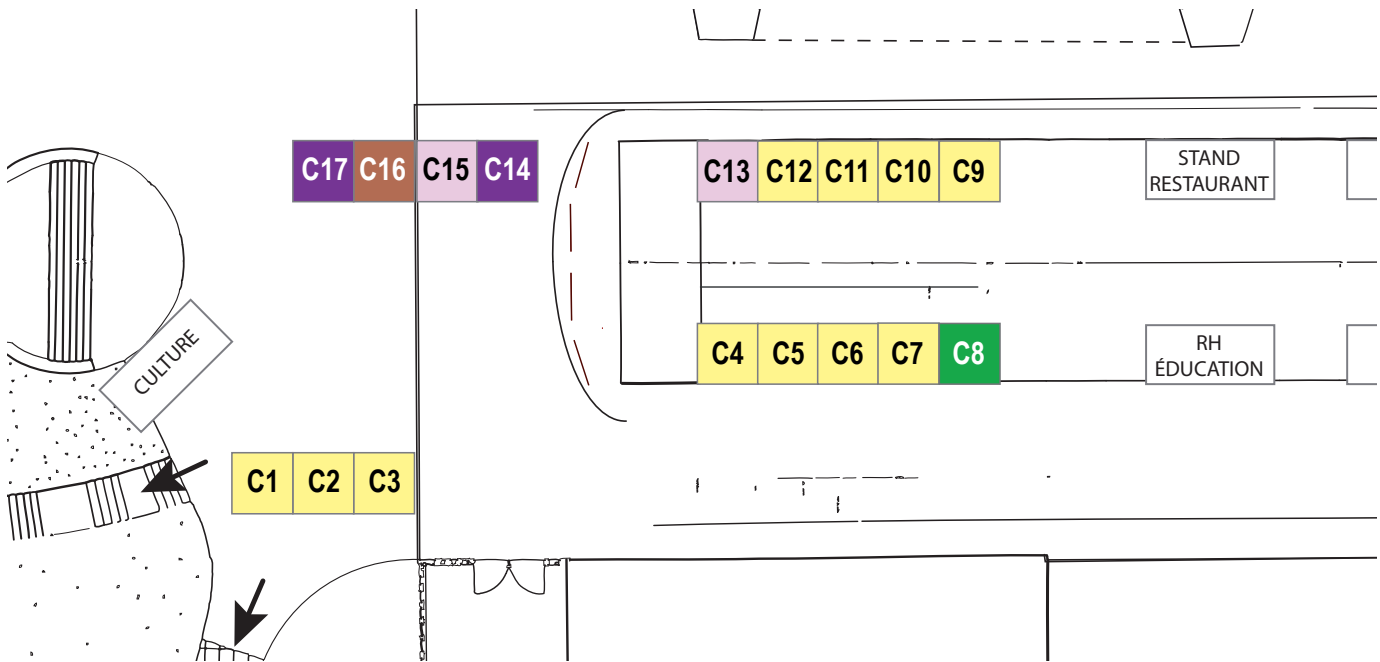 C17 C16 C15 C14 C13 C12 C11 C10 C9
STAND
RESTAURANT
CULTURE
C4 C5 C6 C7 C8
RH
ÉDUCATION
C1 C2 C3